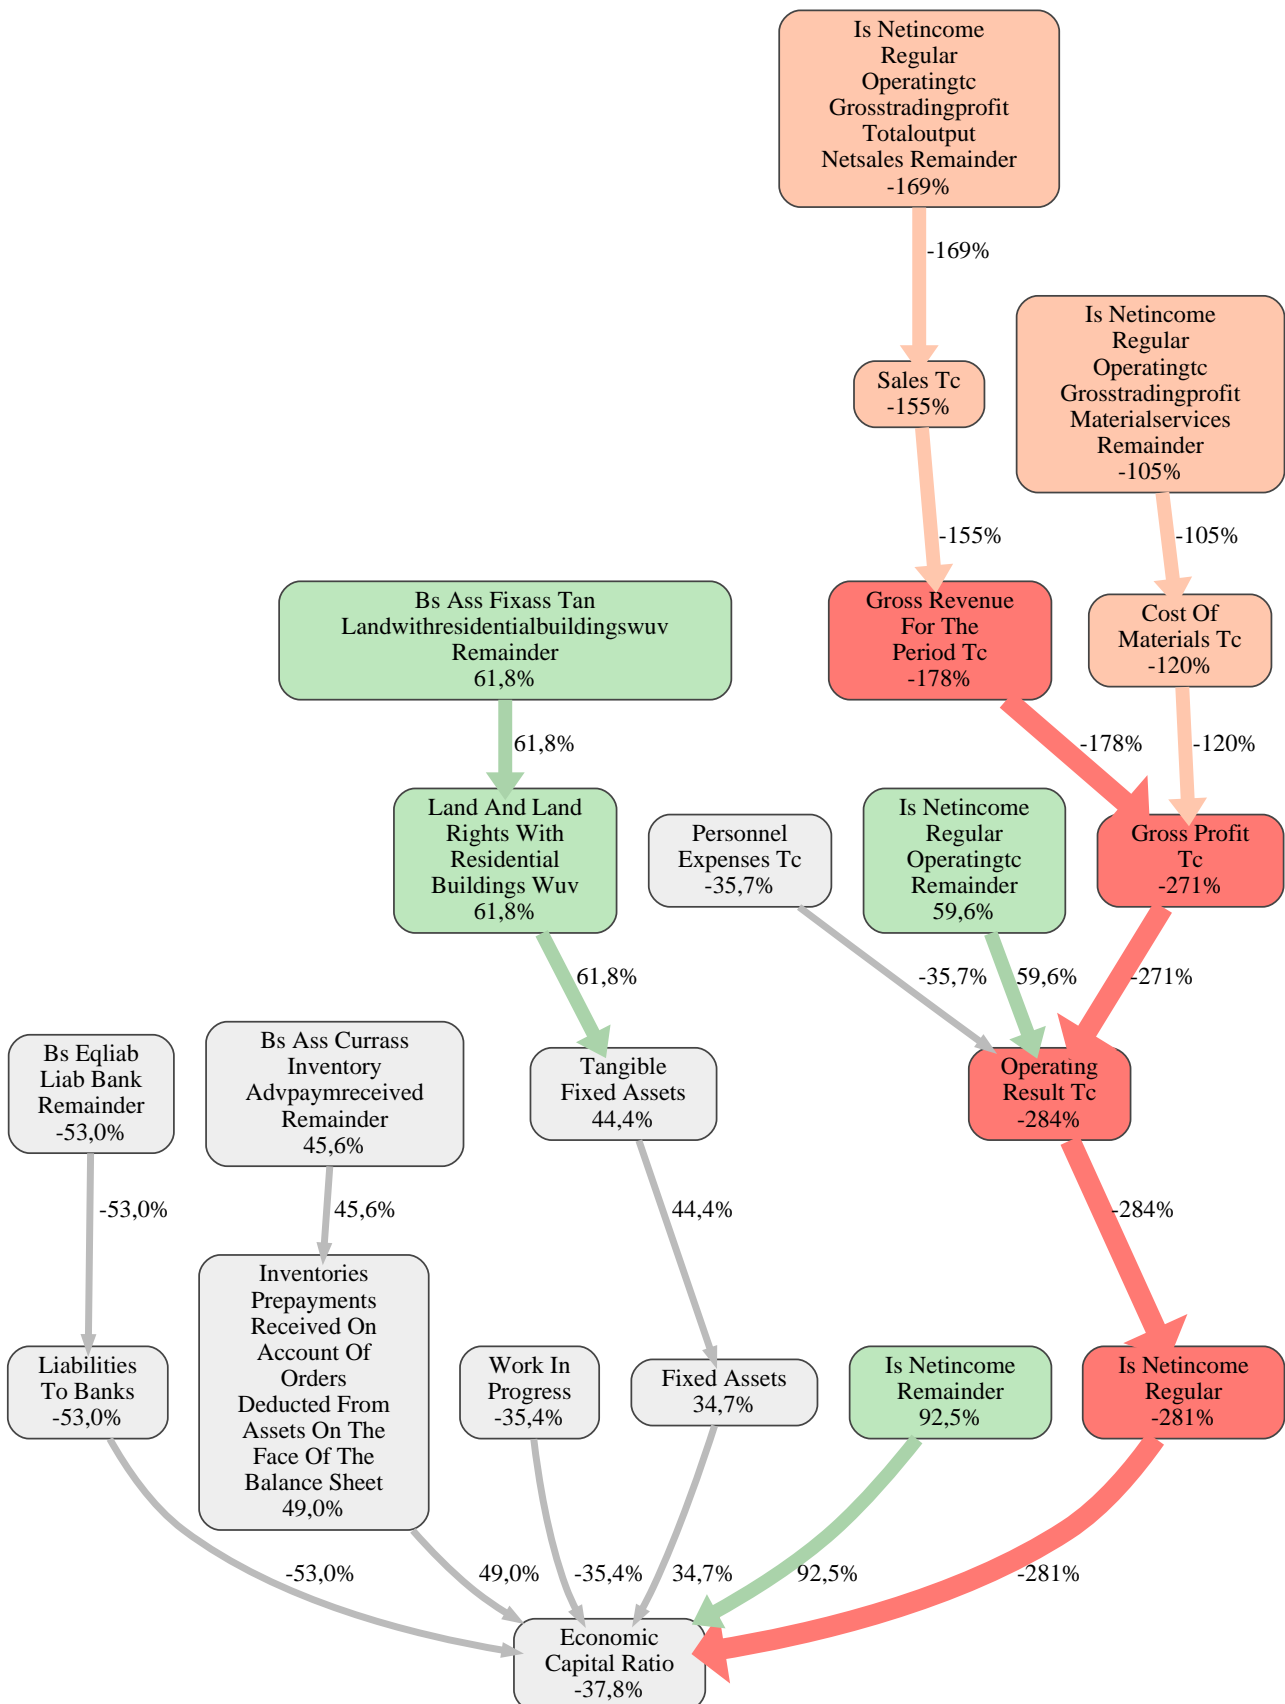 Is Netincome
Regular
Operatingtc
Grosstradingprofit
Totaloutput
Netsales Remainder
-169%
-169%
Is Netincome
Regular
Operatingtc
Grosstradingprofit
Materialservices
Remainder
-105%
Sales Tc
-155%
-155%
-105%
Bs Ass Fixass Tan
Landwithresidentialbuildingswuv
Remainder
61,8%
Gross Revenue
For The
Period Tc
-178%
Cost Of
Materials Tc
-120%
61,8%
-178%
-120%
Land And Land
Rights With
Residential
Buildings Wuv
61,8%
Personnel
Expenses Tc
-35,7%
Is Netincome
Regular
Operatingtc
Remainder
59,6%
Gross Profit
Tc
-271%
61,8%
-35,7%
59,6%
-271%
Bs Eqliab
Liab Bank
Remainder
-53,0%
Bs Ass Currass
Inventory
Advpaymreceived
Remainder
45,6%
Tangible
Fixed Assets
44,4%
Operating
Result Tc
-284%
-53,0%
45,6%
44,4%
-284%
Liabilities
To Banks
-53,0%
Inventories
Prepayments
Received On
Account Of
Orders
Deducted From
Assets On The
Face Of The
Balance Sheet
49,0%
Work In
Progress
-35,4%
Fixed Assets
34,7%
Is Netincome
Remainder
92,5%
Is Netincome
Regular
-281%
-53,0%
49,0%
-35,4%
34,7%
92,5%
-281%
Economic
Capital Ratio
-37,8%